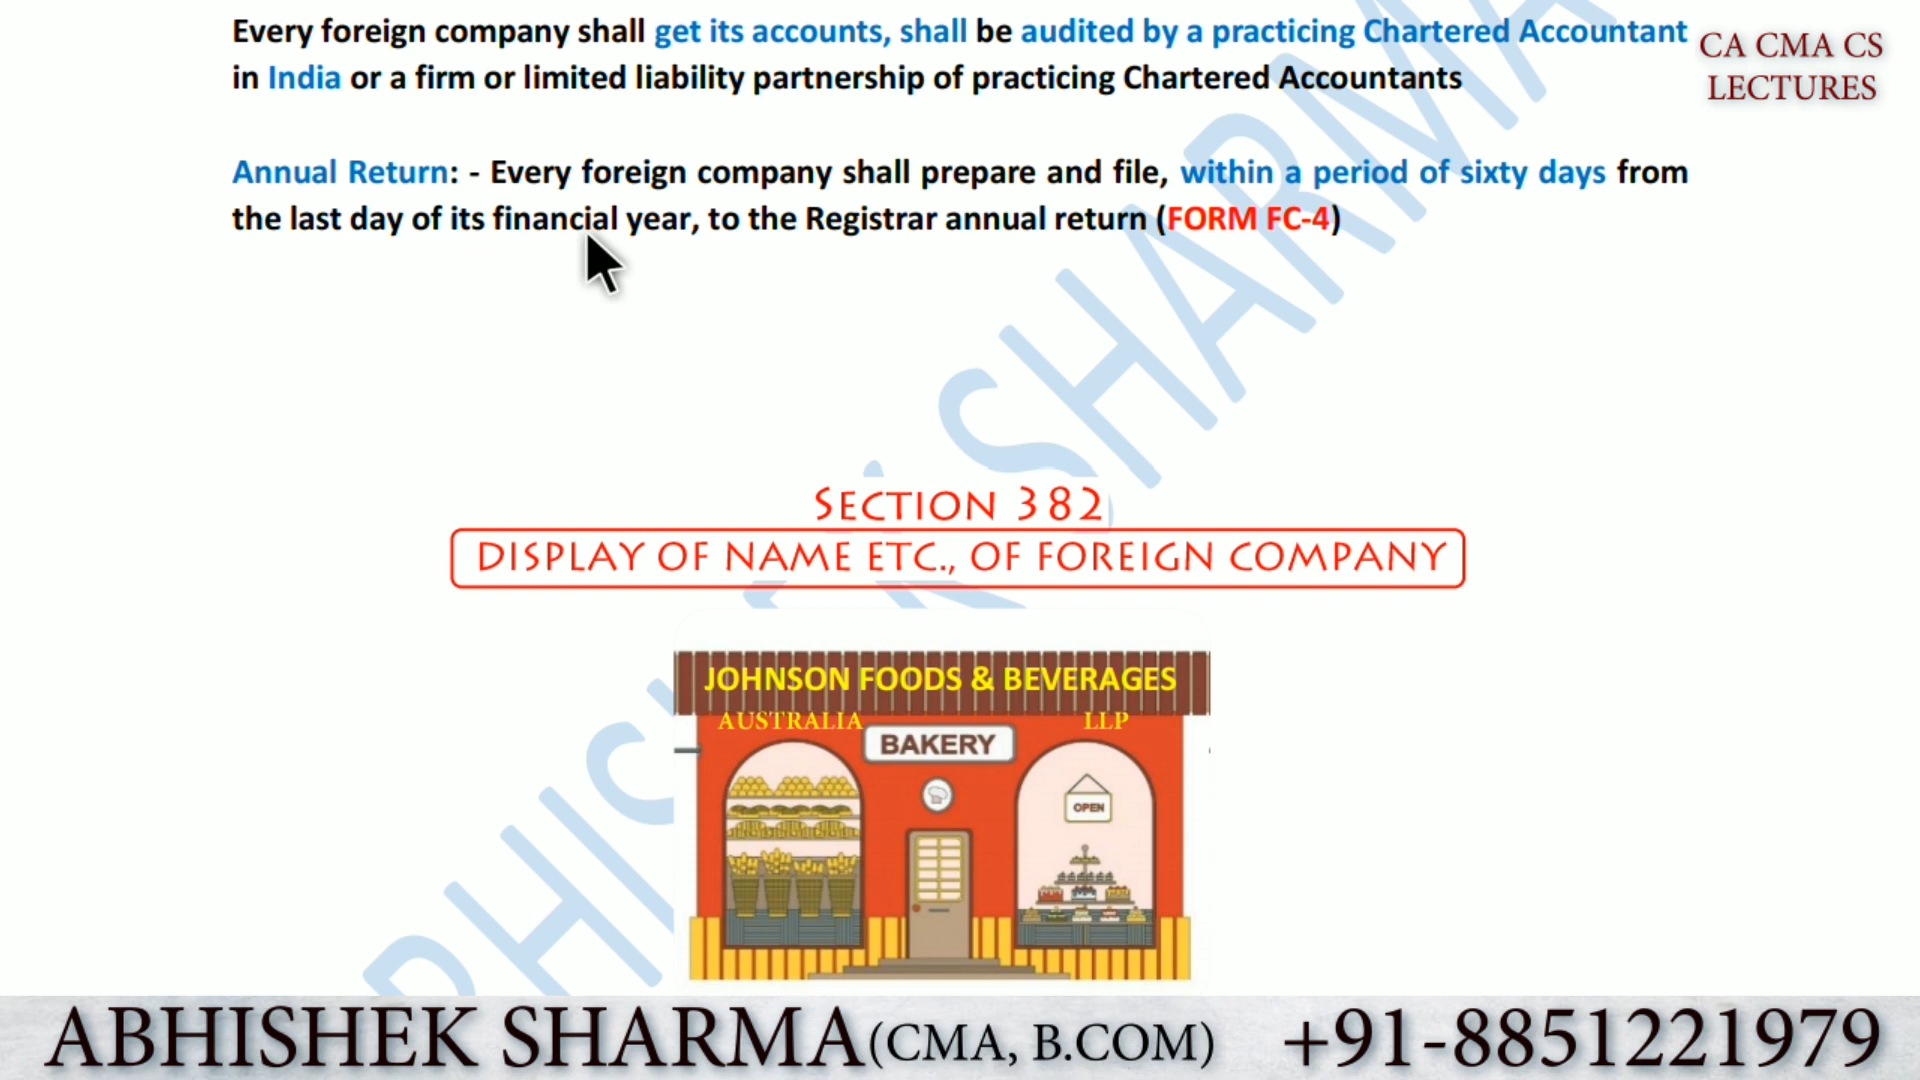 Every foreign company shall get its accounts, shall be audited by a practicing Chartered Accountant
in India or a firm or limited liability partnership of practicing Chartered Accountants
CA CMA CS
LECTURES
Annual Return: - Every foreign company shall prepare and file, within a period of sixty days from
the last day of its financial year, to the Registrar annual return (FORM FC-4)
SECTION 382
DISPLAY OF NAME ETC., OF FOREIGN COMPANY
JOHNSON FOODS & BEVERAGES
AUSTRALIA LLP
BAKERY
OPEN
ABHISHEK SHARMA (CMA, B.COM) +91-8851221979